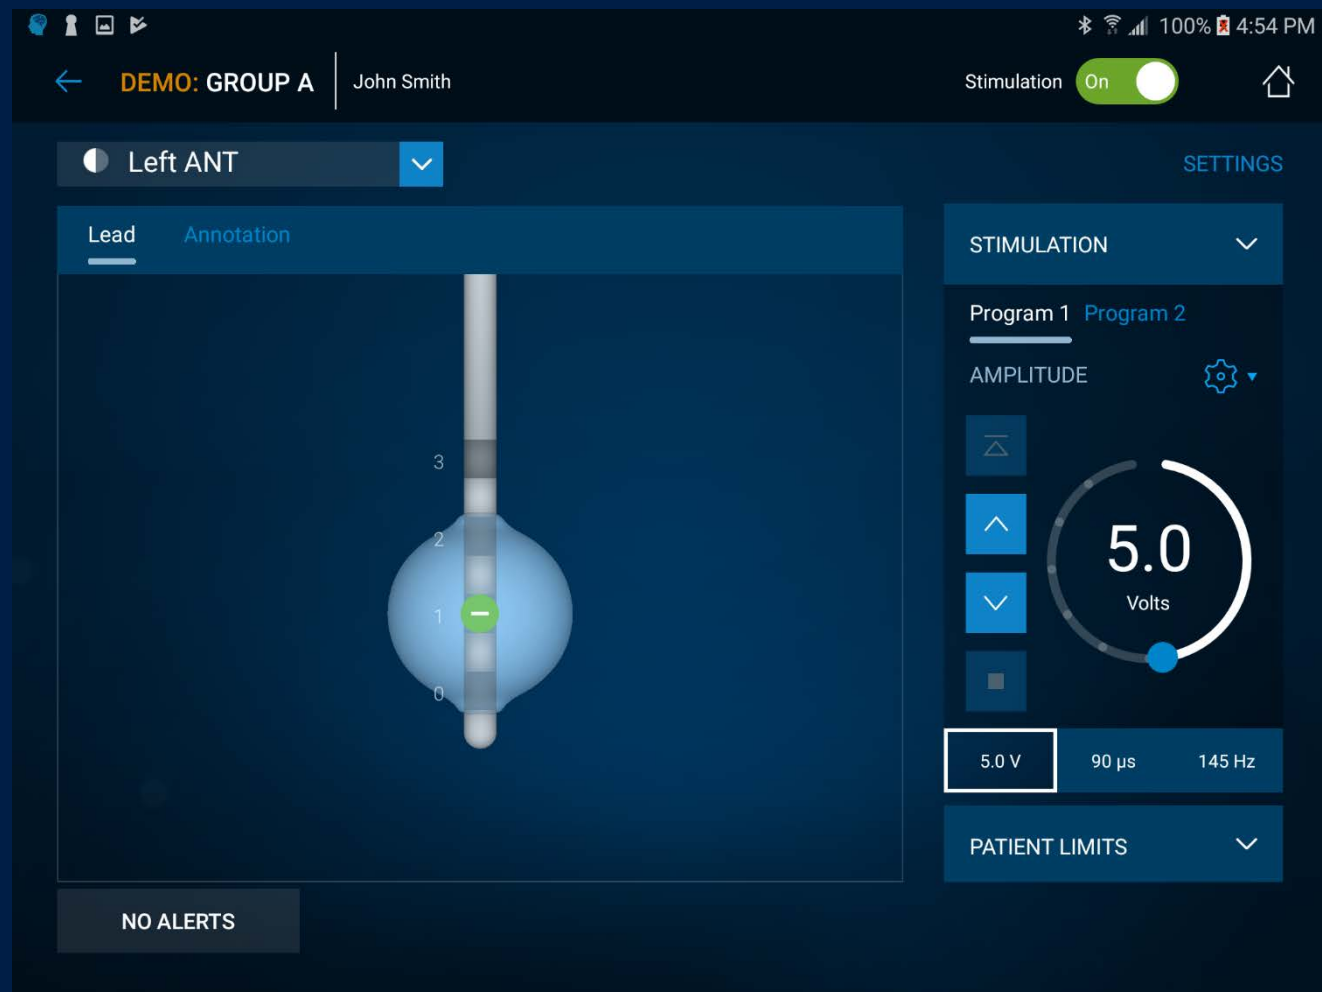 100% 4:54 PM
DEMO: GROUP A John Smith Stimulation On
Left ANT
SETTINGS
Lead Annotation
STIMULATION
Program 1 Program 2
AMPLITUDE
3
2
1
0
5.0
Volts
5.0 V 90 µs 145 Hz
PATIENT LIMITS
NO ALERTS